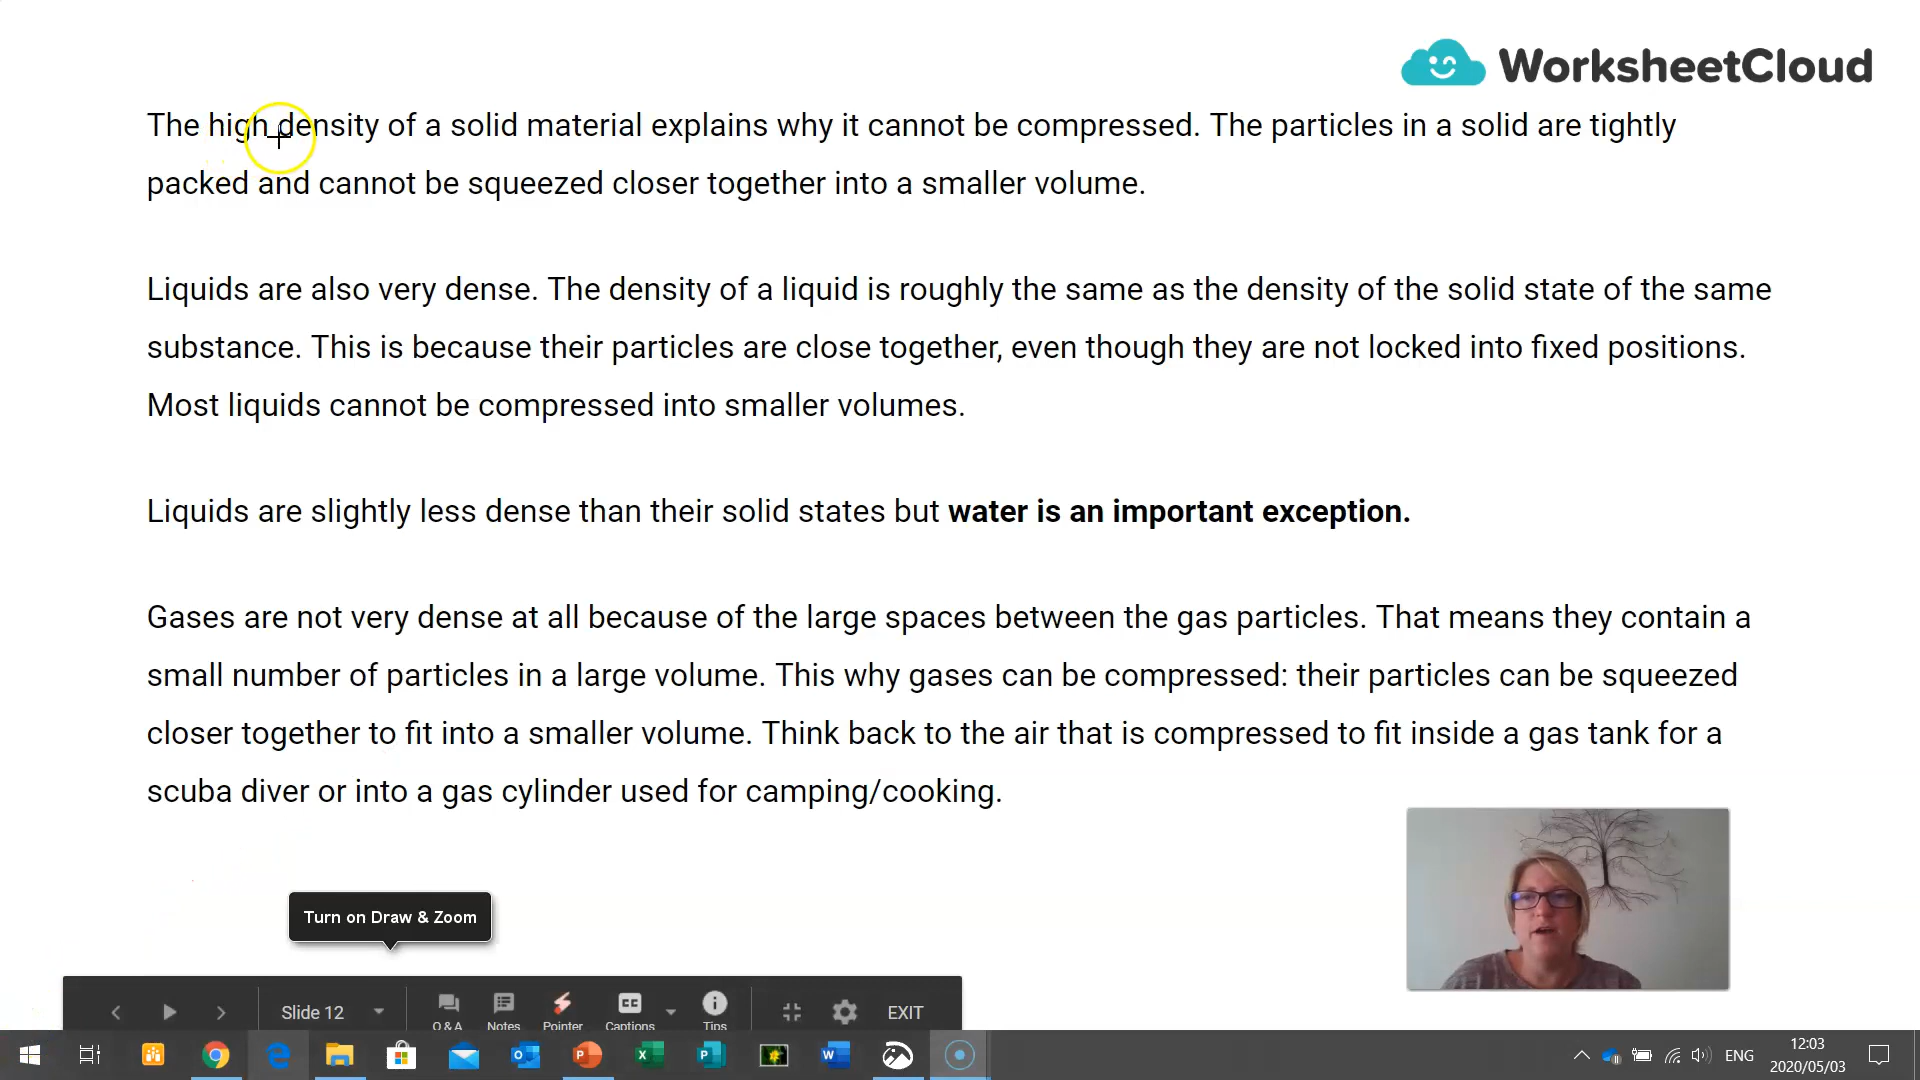 WorksheetCloud
The high density of a solid material explains why it cannot be compressed. The particles in a solid are tightly
packed and cannot be squeezed closer together into a smaller volume.
Liquids are also very dense. The density of a liquid is roughly the same as the density of the solid state of the same
substance. This is because their particles are close together, even though they are not locked into fixed positions.
Most liquids cannot be compressed into smaller volumes.
Liquids are slightly less dense than their solid states but water is an important exception.
Gases are not very dense at all because of the large spaces between the gas particles. That means they contain a
small number of particles in a large volume. This why gases can be compressed: their particles can be squeezed
closer together to fit into a smaller volume. Think back to the air that is compressed to fit inside a gas tank for a
scuba diver or into a gas cylinder used for camping/cooking.
Turn on Draw & Zoom
Slide 12
Q & A
Notes
Pointer
CC
Captions
Tips
EXIT
ENG
12:03
2020/05/03